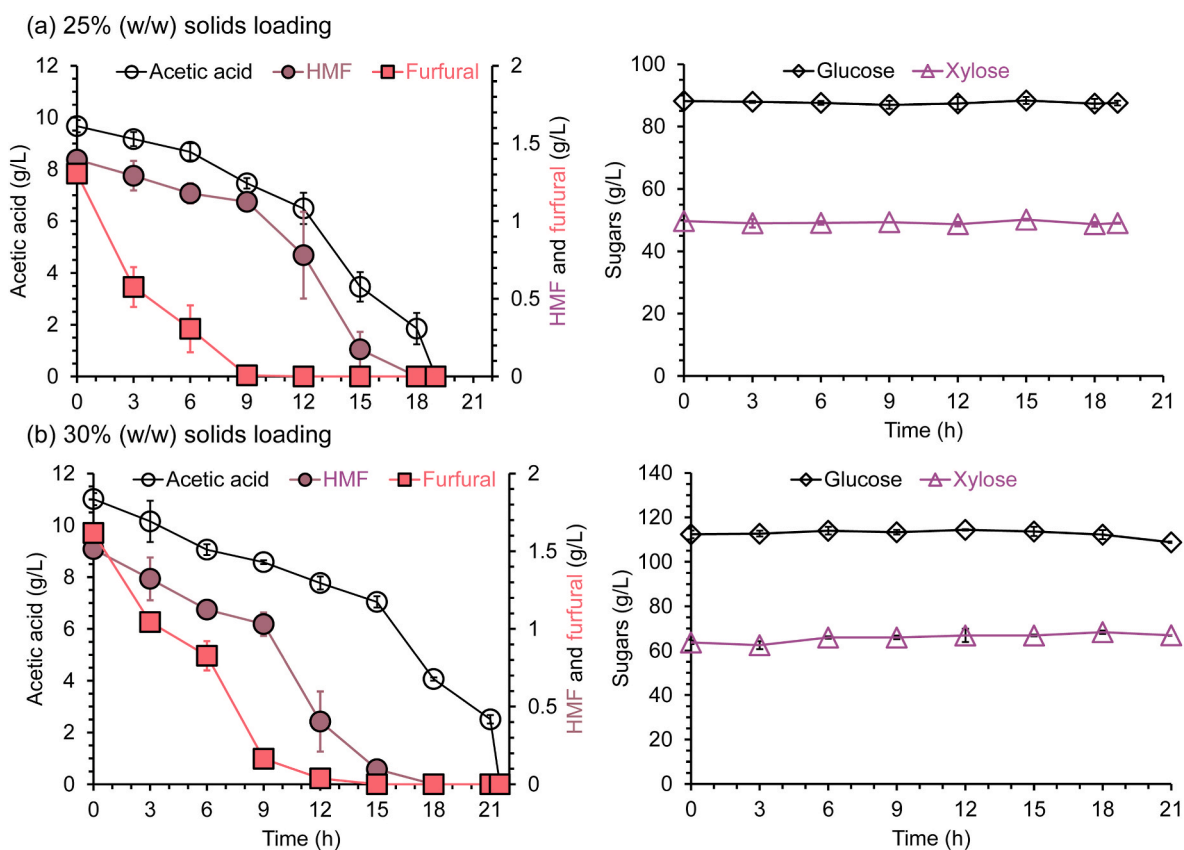 (a) 25% (w/w) solids loading
Acetic acid HMF Furfural
12
10
8
6
4
2
0
Acetic acid (g/L)
2
1.5
1
0.5
0
HMF and furfural (g/L)
0 3 6 9 12 15 18 21
Glucose Xylose
100
80
60
40
20
0
Sugars (g/L)
0 3 6 9 12 15 18 21
Time (h)
(b) 30% (w/w) solids loading
Acetic acid HMF Furfural
12
10
8
6
4
2
0
Acetic acid (g/L)
2
1.5
1
0.5
0
HMF and furfural (g/L)
0 3 6 9 12 15 18 21
Time (h)
Glucose Xylose
140
120
100
80
60
40
20
0
Sugars (g/L)
0 3 6 9 12 15 18 21
Time (h)